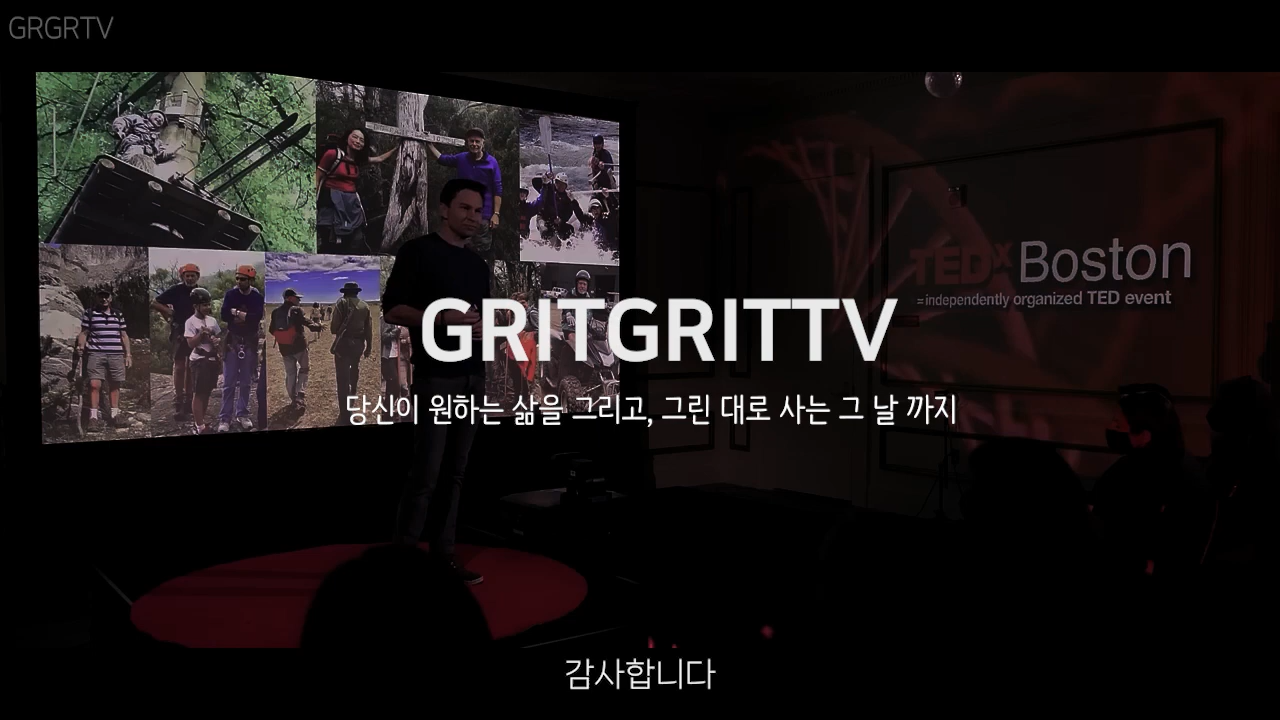 GRGRTV
TEDx Boston
=independently organized TED event
GRITGRITTV
당신이 원하는 삶을 그리고, 그린 대로 사는 그 날 까지
감사합니다